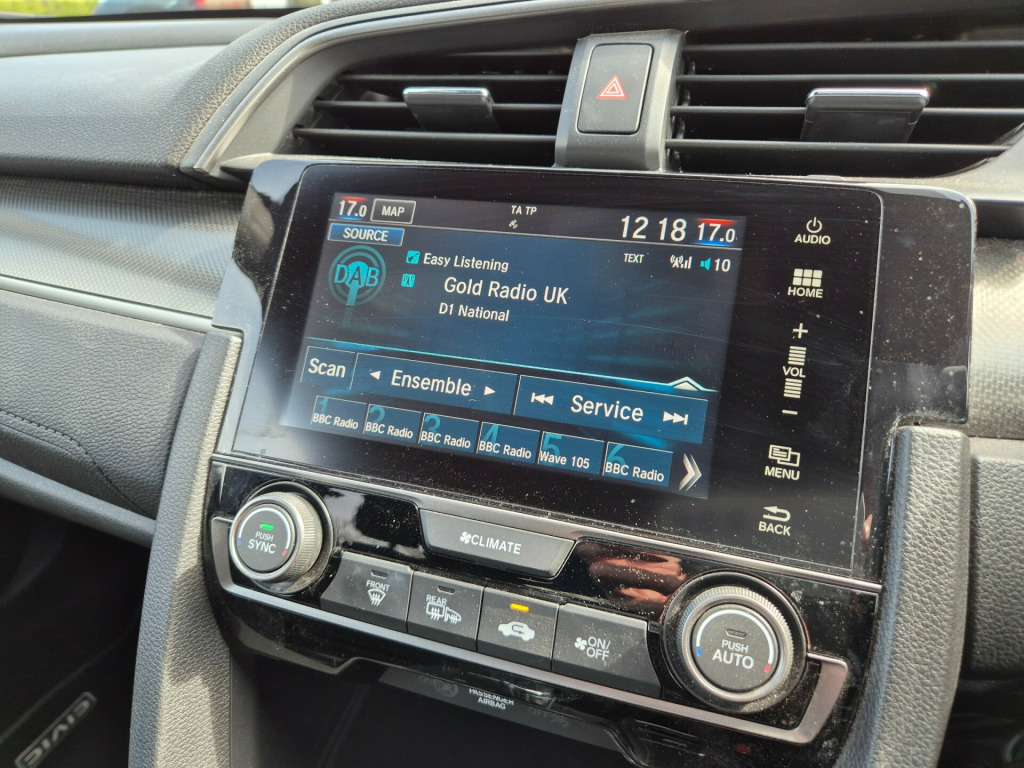 17.0 MAP TA TP 12 18 17.0
SOURCE
DAB
Easy Listening TEXT 10
Gold Radio UK
D1 National
Scan Ensemble Service
1 2 3 4 5 6
BBC Radio BBC Radio BBC Radio BBC Radio Wave 105 BBC Radio
AUDIO
HOME
+
VOL
-
MENU
BACK
PUSH
SYNC
CLIMATE
FRONT
REAR
ON/
OFF
PUSH
AUTO
PASSENGER
AIRBAG
OFF
CIVIC